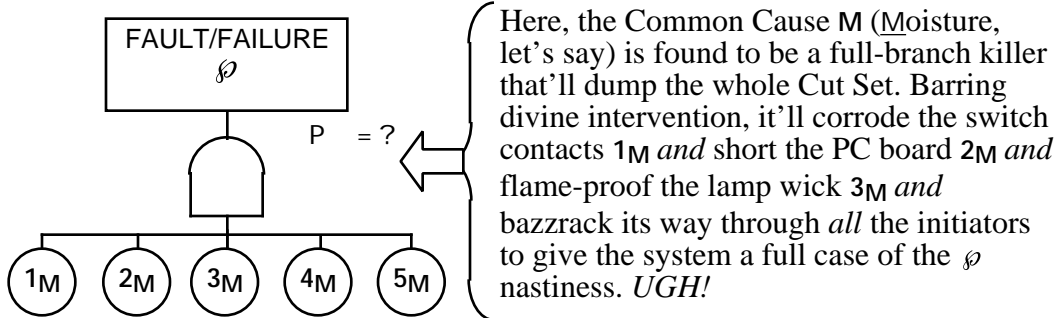 FAULT/FAILURE
℘
P = ?
1M 2M 3M 4M 5M
Here, the Common Cause M (Moisture,
let's say) is found to be a full-branch killer
that'll dump the whole Cut Set. Barring
divine intervention, it'll corrode the switch
contacts 1M and short the PC board 2M and
flame-proof the lamp wick 3M and
bazzrack its way through all the initiators
to give the system a full case of the ℘
nastiness. UGH!